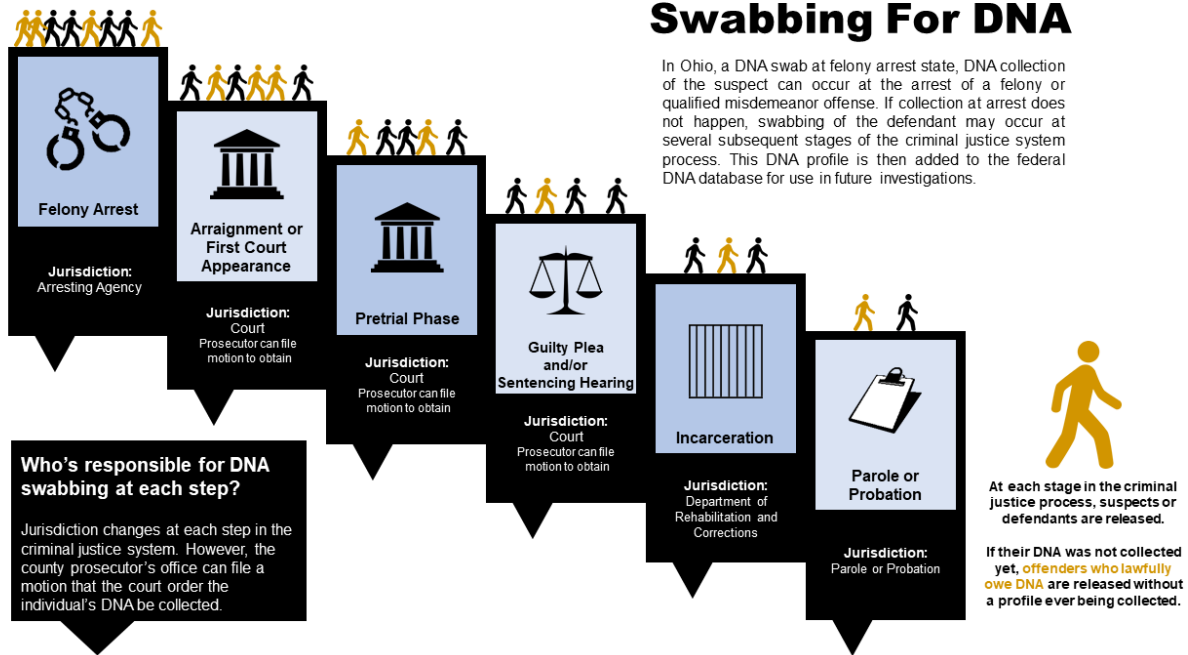 Swabbing For DNA
In Ohio, a DNA swab at felony arrest state, DNA collection
of the suspect can occur at the arrest of a felony or
qualified misdemeanor offense. If collection at arrest does
not happen, swabbing of the defendant may occur at
several subsequent stages of the criminal justice system
process. This DNA profile is then added to the federal
DNA database for use in future investigations.
Felony Arrest
Jurisdiction:
Arresting Agency
Arraignment or
First Court
Appearance
Jurisdiction:
Court
Prosecutor can file
motion to obtain
Pretrial Phase
Jurisdiction:
Court
Prosecutor can file
motion to obtain
Guilty Plea
and/or
Sentencing Hearing
Jurisdiction:
Court
Prosecutor can file
motion to obtain
Incarceration
Jurisdiction:
Department of
Rehabilitation and
Corrections
Parole or
Probation
Jurisdiction:
Parole or Probation
Who's responsible for DNA
swabbing at each step?
Jurisdiction changes at each step in the
criminal justice system. However, the
county prosecutor's office can file a
motion that the court order the
individual's DNA be collected.
At each stage in the criminal
justice process, suspects or
defendants are released.
If their DNA was not collected
yet, offenders who lawfully
owe DNA are released without
a profile ever being collected.